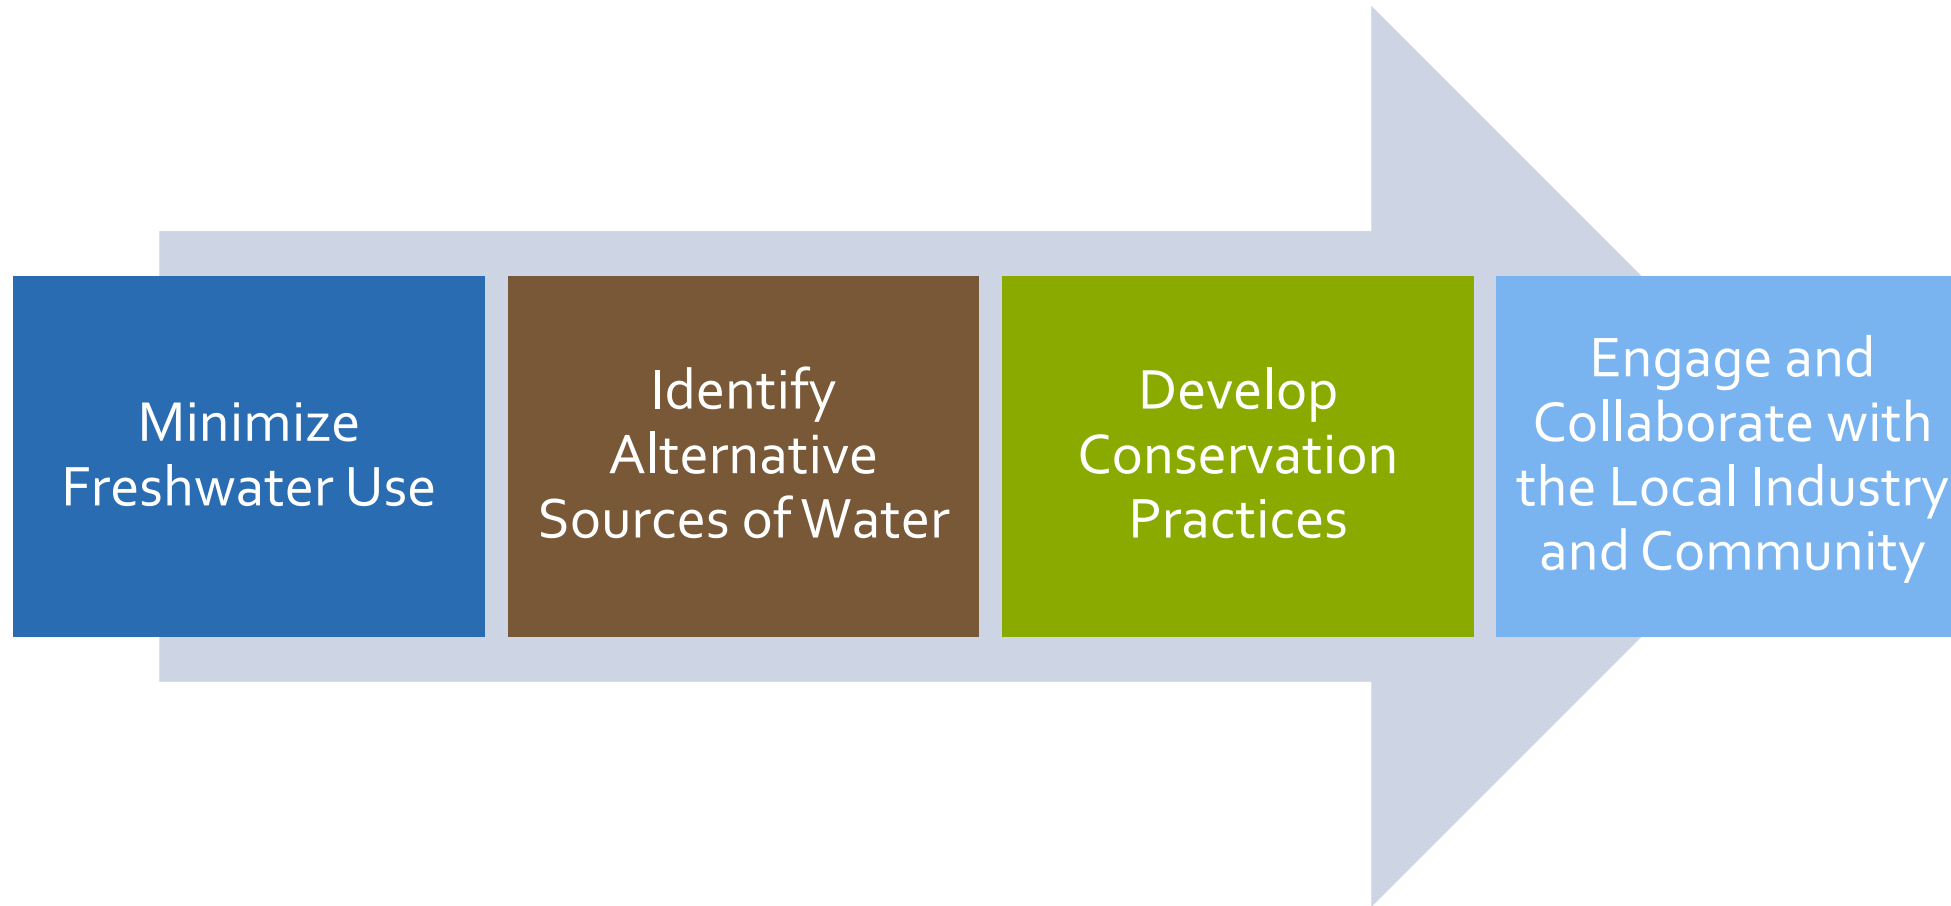 Minimize
Freshwater Use
Identify
Alternative
Sources of Water
Develop
Conservation
Practices
Engage and
Collaborate with
the Local Industry
and Community